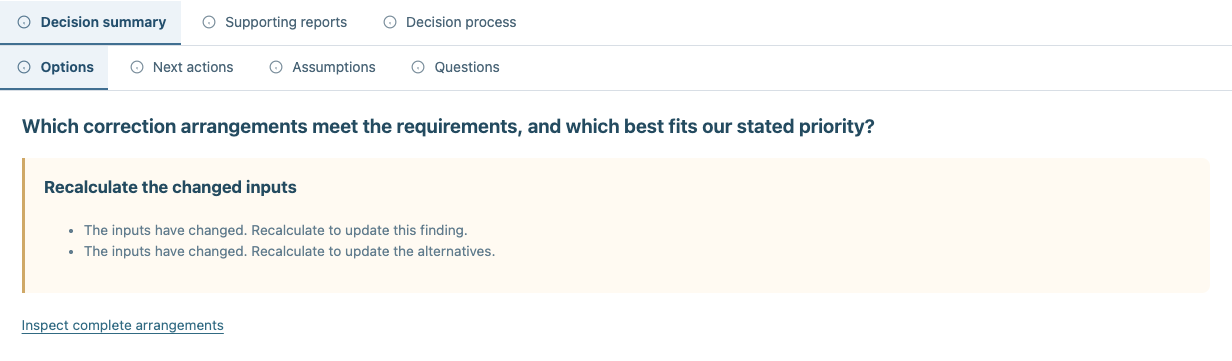 Decision summary Supporting reports Decision process
Options Next actions Assumptions Questions
Which correction arrangements meet the requirements, and which best fits our stated priority?
Recalculate the changed inputs
• The inputs have changed. Recalculate to update this finding.
• The inputs have changed. Recalculate to update the alternatives.
Inspect complete arrangements